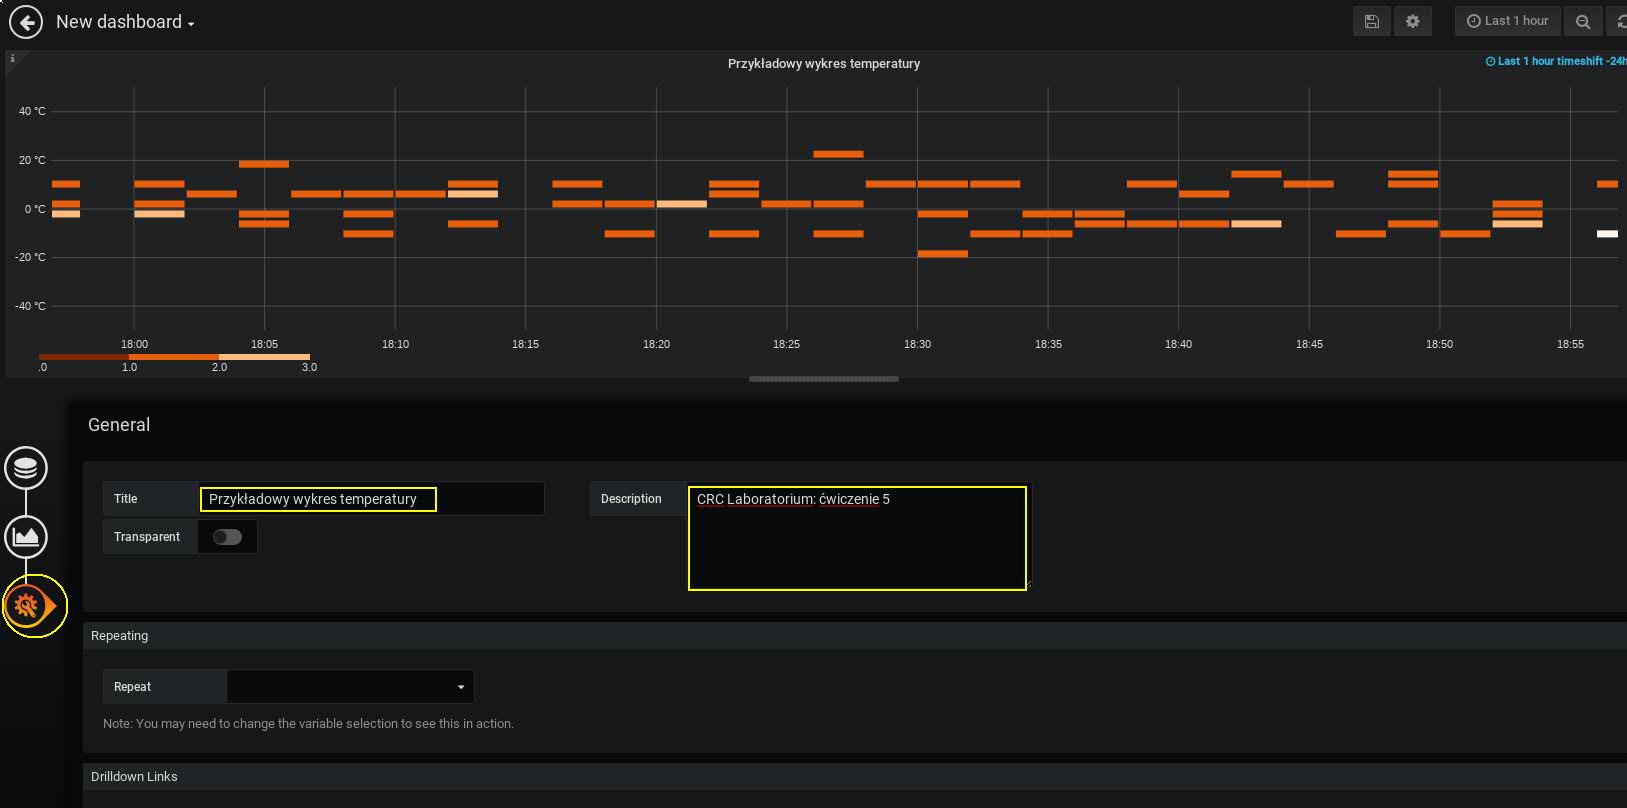 New dashboard
Last 1 hour
i
Przykładowy wykres temperatury
Last 1 hour timeshift -24h
40 °C
20 °C
0 °C
-20 °C
-40 °C
18:00 18:05 18:10 18:15 18:20 18:25 18:30 18:35 18:40 18:45 18:50 18:55
.0 1.0 2.0 3.0
General
Title Przykładowy wykres temperatury
Description CRC Laboratorium: ćwiczenie 5
Transparent
Repeating
Repeat
Note: You may need to change the variable selection to see this in action.
Drilldown Links